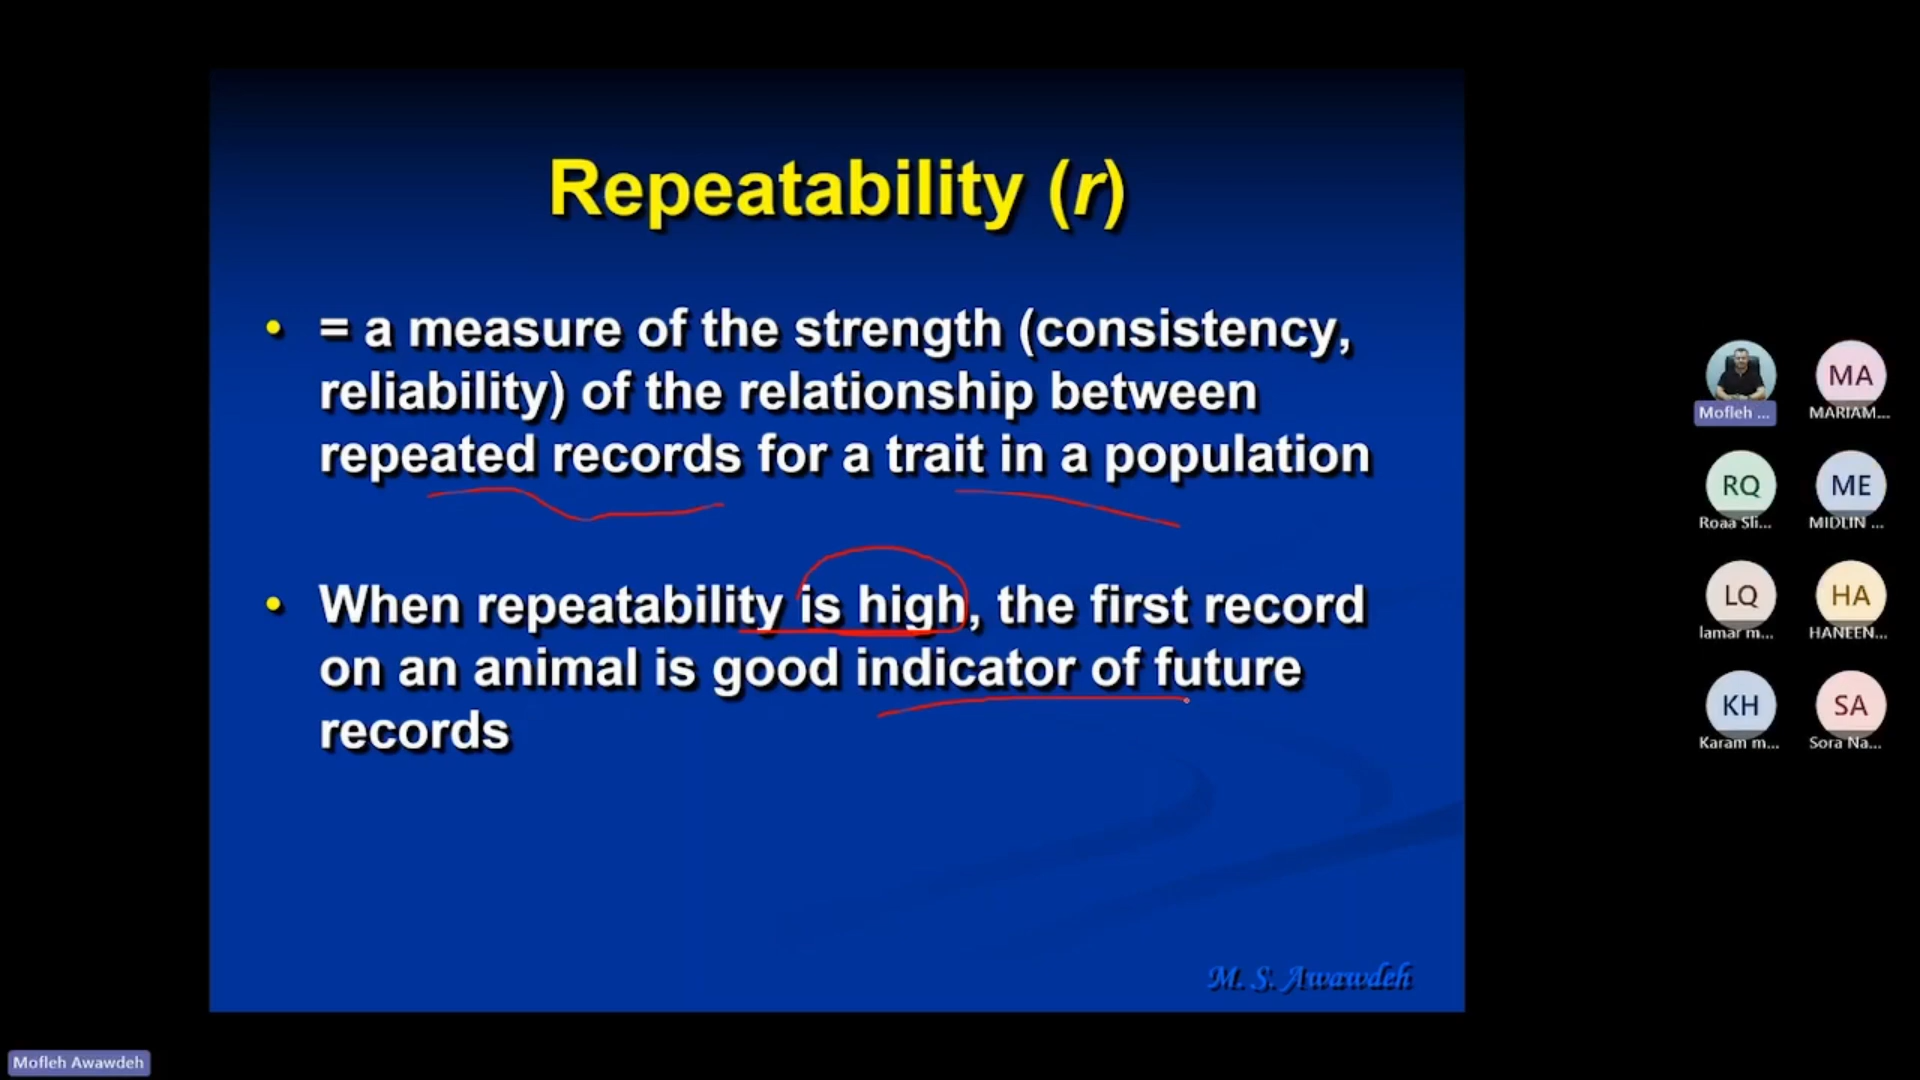 Repeatability (r)
• = a measure of the strength (consistency,
reliability) of the relationship between
repeated records for a trait in a population
• When repeatability is high, the first record
on an animal is good indicator of future
records
M. S. Awawdeh
Mofleh ...
MA
MARIAM...
RQ
Roaa Sli...
ME
MIDLIN ...
LQ
lamar m...
HA
HANEEN...
KH
Karam m...
SA
Sora Na...
Mofleh Awawdeh